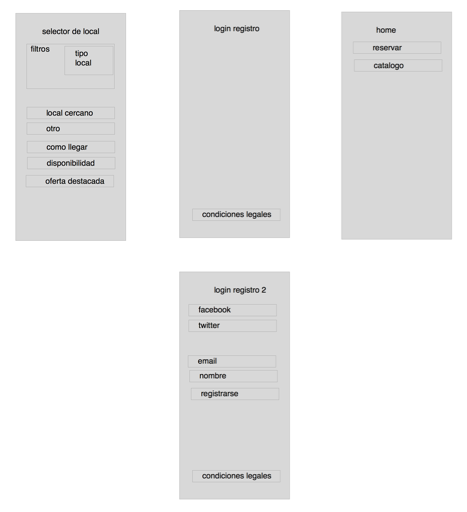 selector de local
filtros
tipo
local
local cercano
otro
como llegar
disponibilidad
oferta destacada
login registro
condiciones legales
home
reservar
catalogo
login registro 2
facebook
twitter
email
nombre
registrarse
condiciones legales